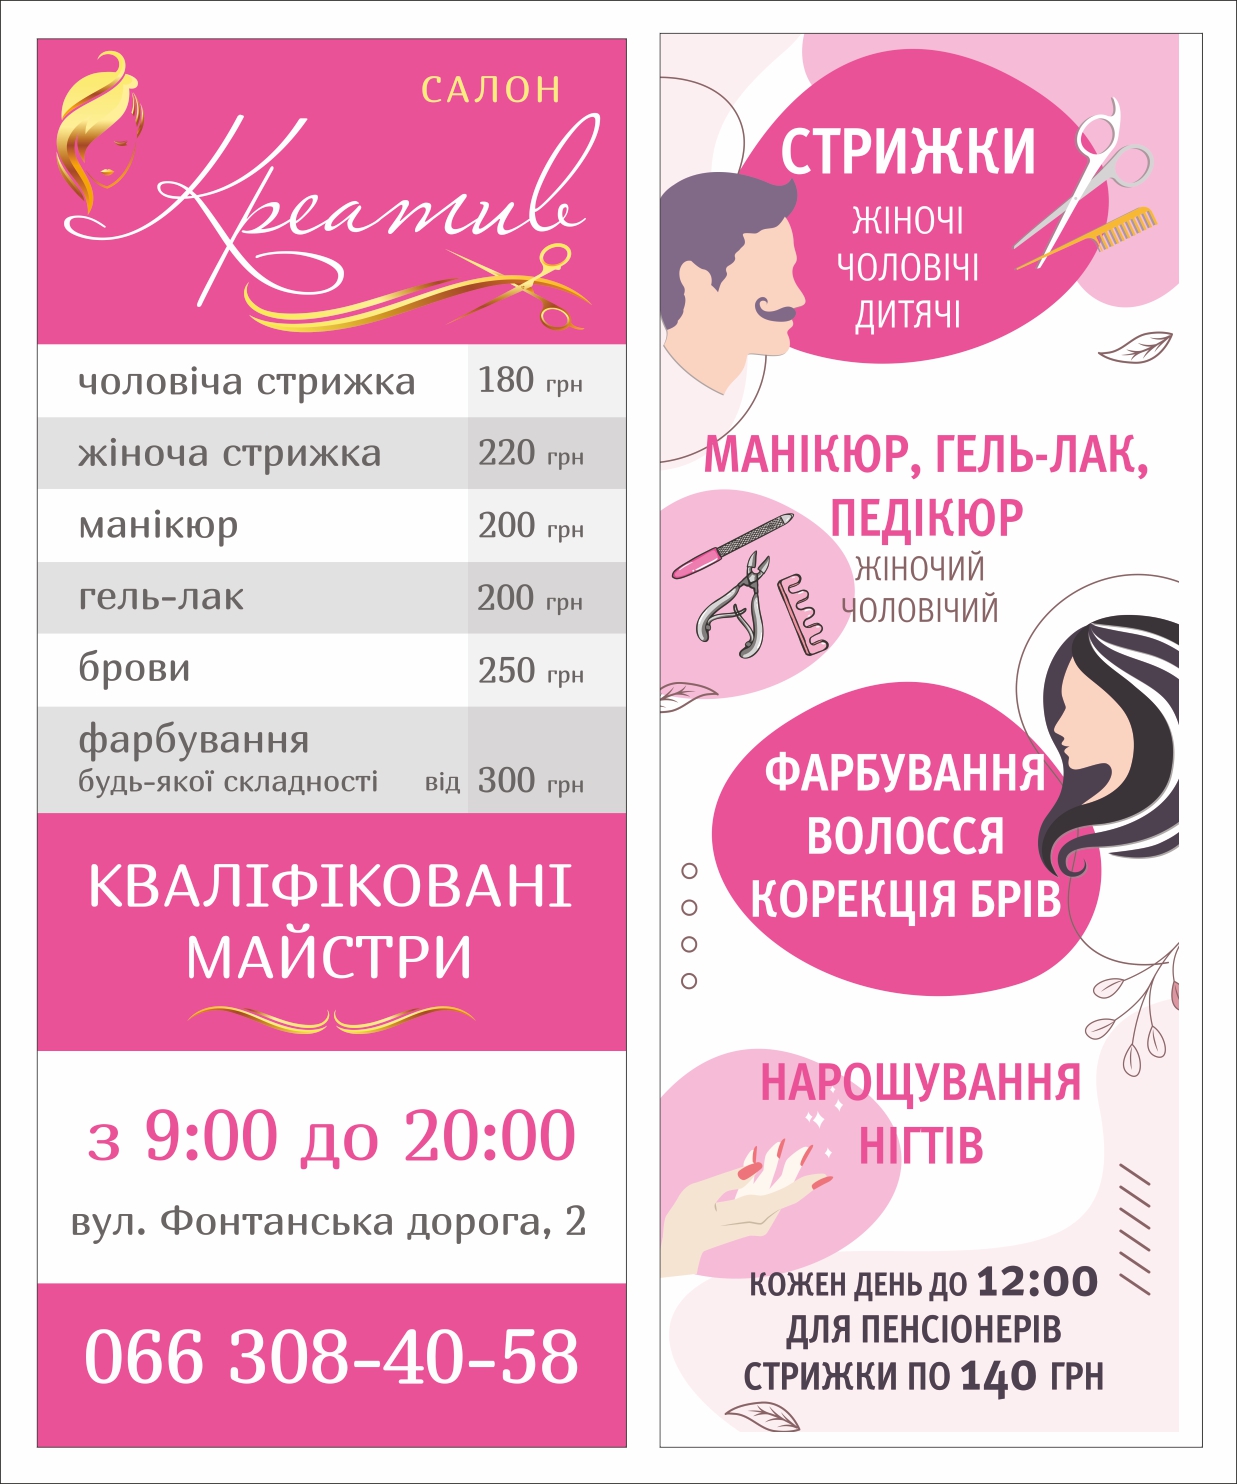 САЛОН
Креатив
чоловіча стрижка 180 грн
жіноча стрижка 220 грн
манікюр 200 грн
гель-лак 200 грн
брови 250 грн
фарбування
будь-якої складності від 300 грн
КВАЛІФІКОВАНІ
МАЙСТРИ
з 9:00 до 20:00
вул. Фонтанська дорога, 2
066 308-40-58
СТРИЖКИ
ЖІНОЧІ
ЧОЛОВІЧІ
ДИТЯЧІ
МАНІКЮР, ГЕЛЬ-ЛАК,
ПЕДІКЮР
ЖІНОЧИЙ
ЧОЛОВІЧИЙ
ФАРБУВАННЯ
ВОЛОССЯ
КОРЕКЦІЯ БРІВ
НАРОЩУВАННЯ
НІГТІВ
КОЖЕН ДЕНЬ ДО 12:00
ДЛЯ ПЕНСІОНЕРІВ
СТРИЖКИ ПО 140 ГРН